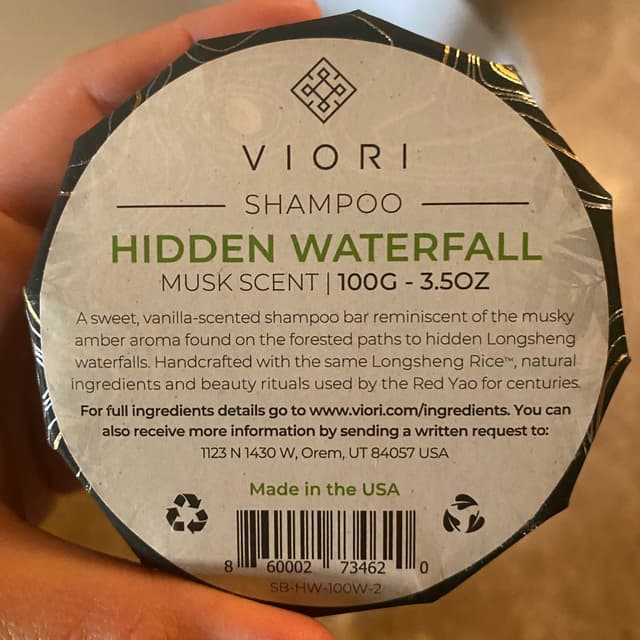 VIORI
SHAMPOO
HIDDEN WATERFALL
MUSK SCENT | 100G - 3.5OZ
A sweet, vanilla-scented shampoo bar reminiscent of the musky
amber aroma found on the forested paths to hidden Longsheng
waterfalls. Handcrafted with the same Longsheng Rice™, natural
ingredients and beauty rituals used by the Red Yao for centuries.
For full ingredients details go to www.viori.com/ingredients. You can
also receive more information by sending a written request to:
1123 N 1430 W, Orem, UT 84057 USA
Made in the USA
8 60002 73462 0
SB-HW-100W-2